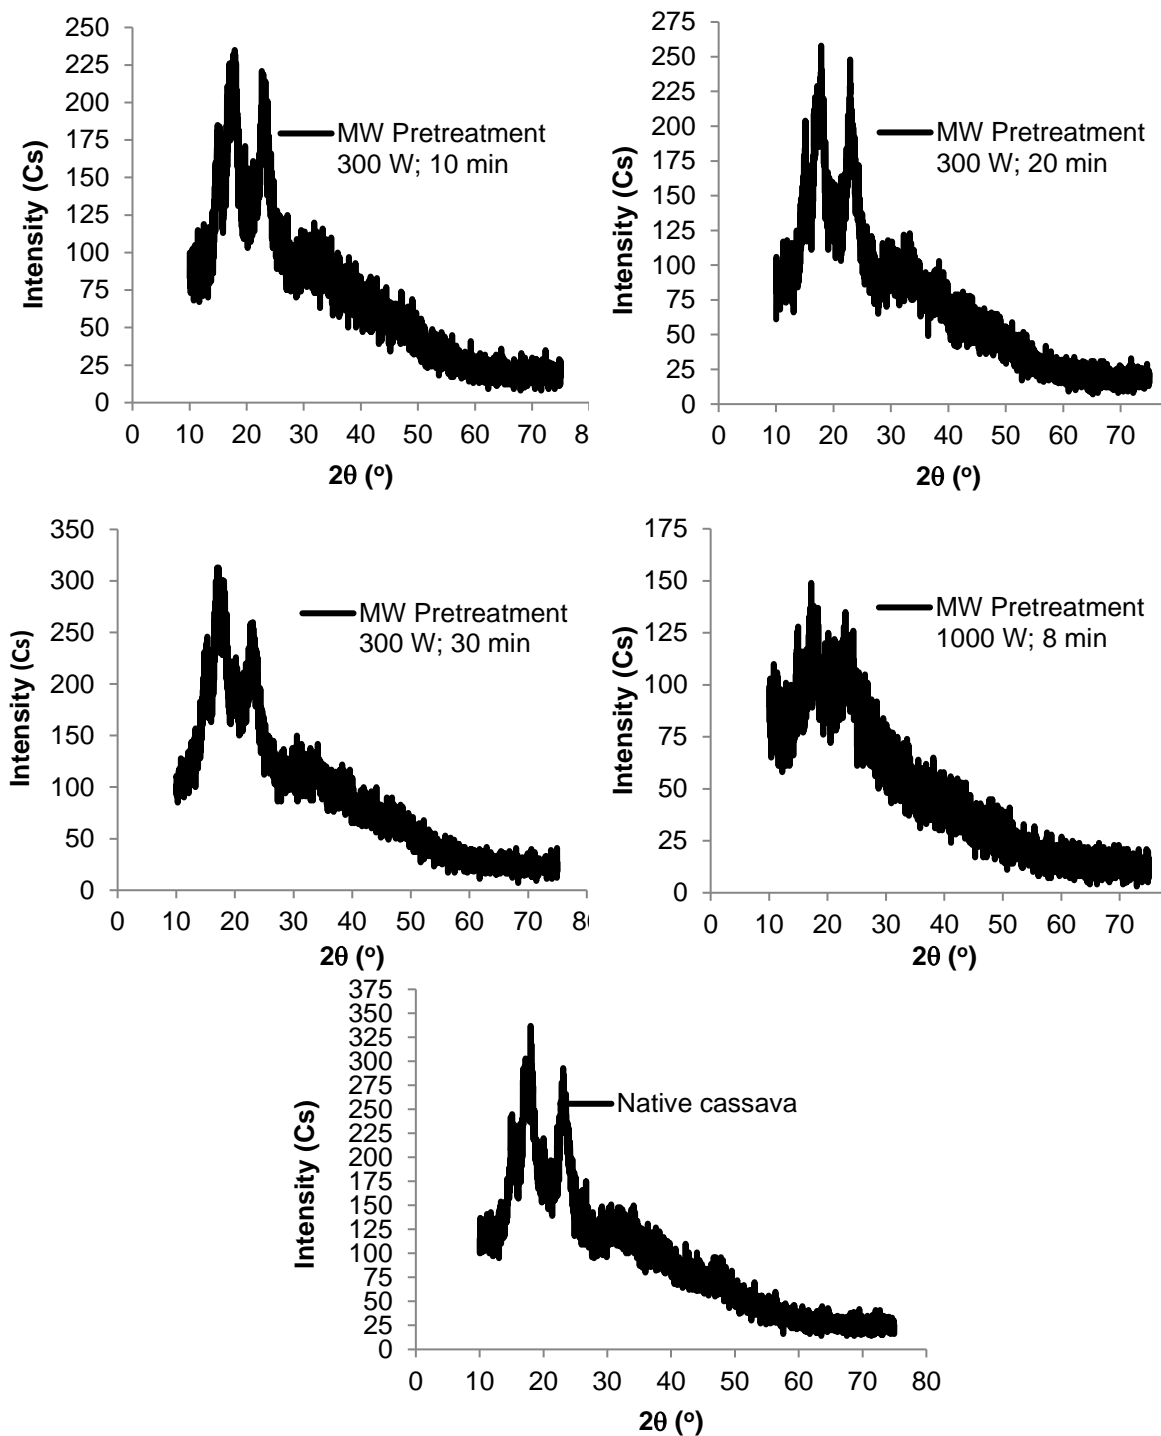 250
225
200
175
150
125
100
75
50
25
0
Intensity (Cs)
MW Pretreatment
300 W; 10 min
0 10 20 30 40 50 60 70 8
2θ (º)
275
250
225
200
175
150
125
100
75
50
25
0
Intensity (Cs)
MW Pretreatment
300 W; 20 min
0 10 20 30 40 50 60 70
2θ (º)
350
300
250
200
150
100
50
0
Intensity (Cs)
MW Pretreatment
300 W; 30 min
0 10 20 30 40 50 60 70 80
2θ (º)
175
150
125
100
75
50
25
0
Intensity (Cs)
MW Pretreatment
1000 W; 8 min
0 10 20 30 40 50 60 70
2θ (º)
375
350
325
300
275
250
225
200
175
150
125
100
75
50
25
0
Intensity (Cs)
Native cassava
0 10 20 30 40 50 60 70 80
2θ (º)